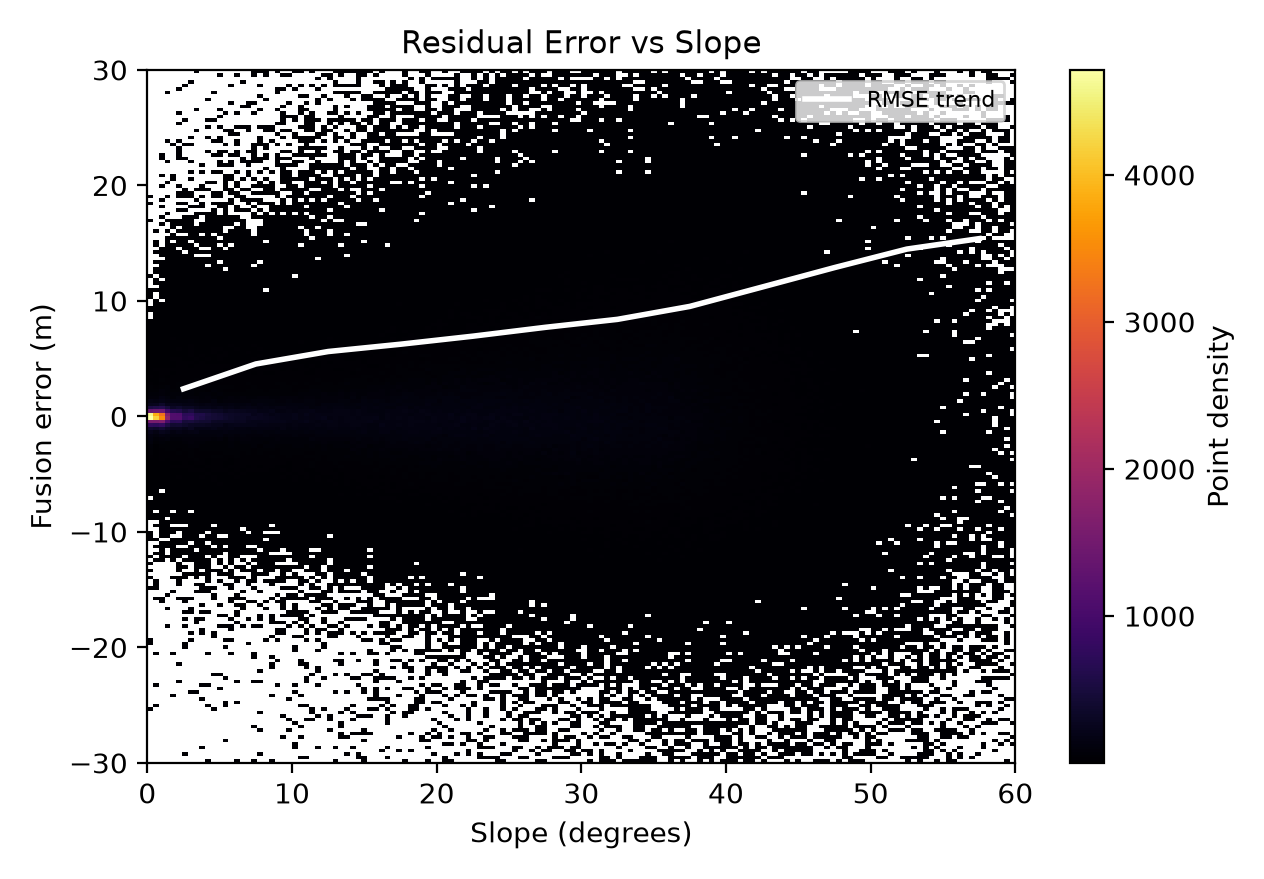 Residual Error vs Slope
RMSE trend
Fusion error (m)
30
20
10
0
−10
−20
−30
0 10 20 30 40 50 60
Slope (degrees)
4000
3000
2000
1000
Point density